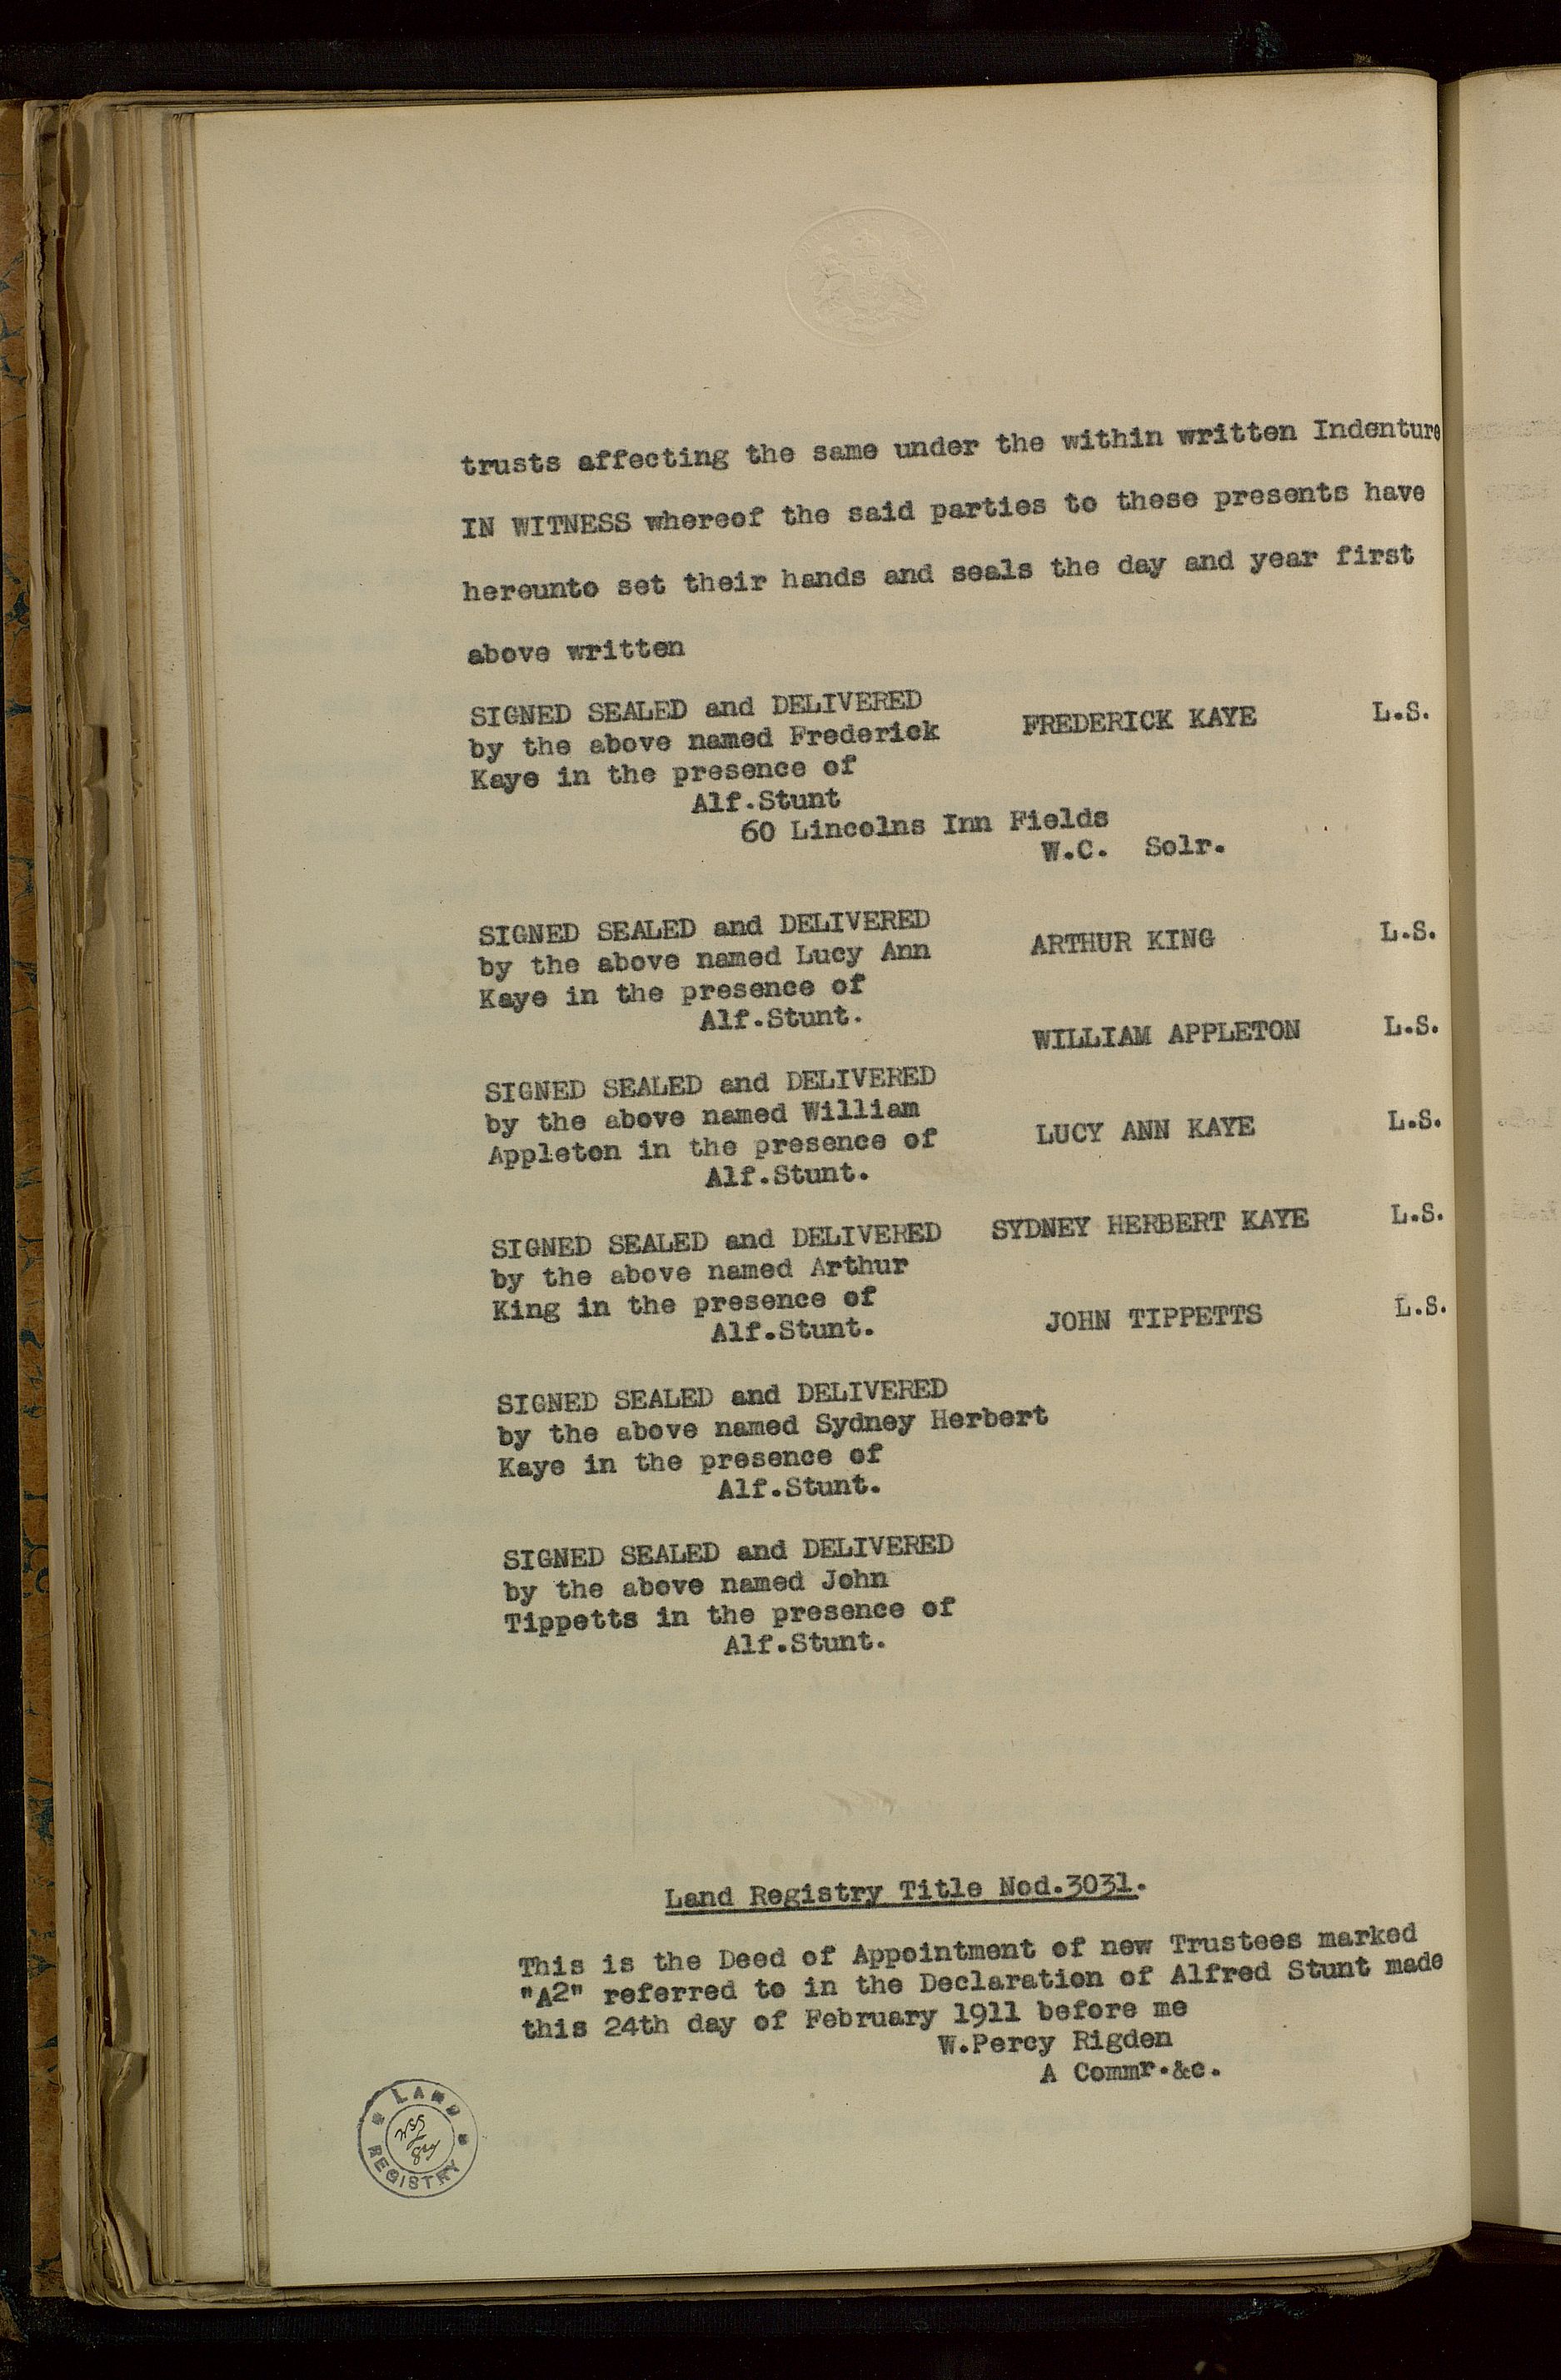 trusts affecting the same under the within written Indenture
IN WITNESS whereof the said parties to these presents have
hereunto set their hands and seals the day and year first
above written
SIGNED SEALED and DELIVERED
by the above named Frederick
Kaye in the presence of
Alf.Stunt
60 Lincolns Inn Fields
W.C. Solr.
FREDERICK KAYE L.S.
SIGNED SEALED and DELIVERED
by the above named Lucy Ann
Kaye in the presence of
Alf.Stunt.
ARTHUR KING L.S.
WILLIAM APPLETON L.S.
SIGNED SEALED and DELIVERED
by the above named William
Appleton in the presence of
Alf.Stunt.
LUCY ANN KAYE L.S.
SIGNED SEALED and DELIVERED
by the above named Arthur
King in the presence of
Alf.Stunt.
SYDNEY HERBERT KAYE L.S.
JOHN TIPPETTS L.S.
SIGNED SEALED and DELIVERED
by the above named Sydney Herbert
Kaye in the presence of
Alf.Stunt.
SIGNED SEALED and DELIVERED
by the above named John
Tippetts in the presence of
Alf.Stunt.
Land Registry Title Nod.3031.
This is the Deed of Appointment of new Trustees marked
"A2" referred to in the Declaration of Alfred Stunt made
this 24th day of February 1911 before me
W.Percy Rigden
A Commr.&c.
LAND
REGISTRY